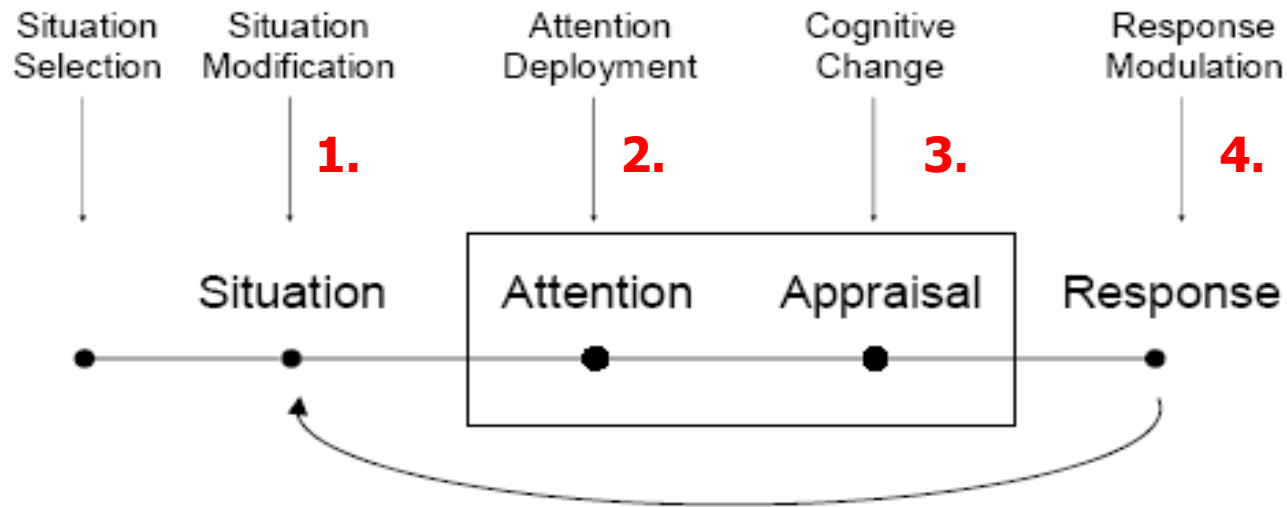 Situation Selection
Situation Modification
Attention Deployment
Cognitive Change
Response Modulation
1.
2.
3.
4.
Situation
Attention
Appraisal
Response